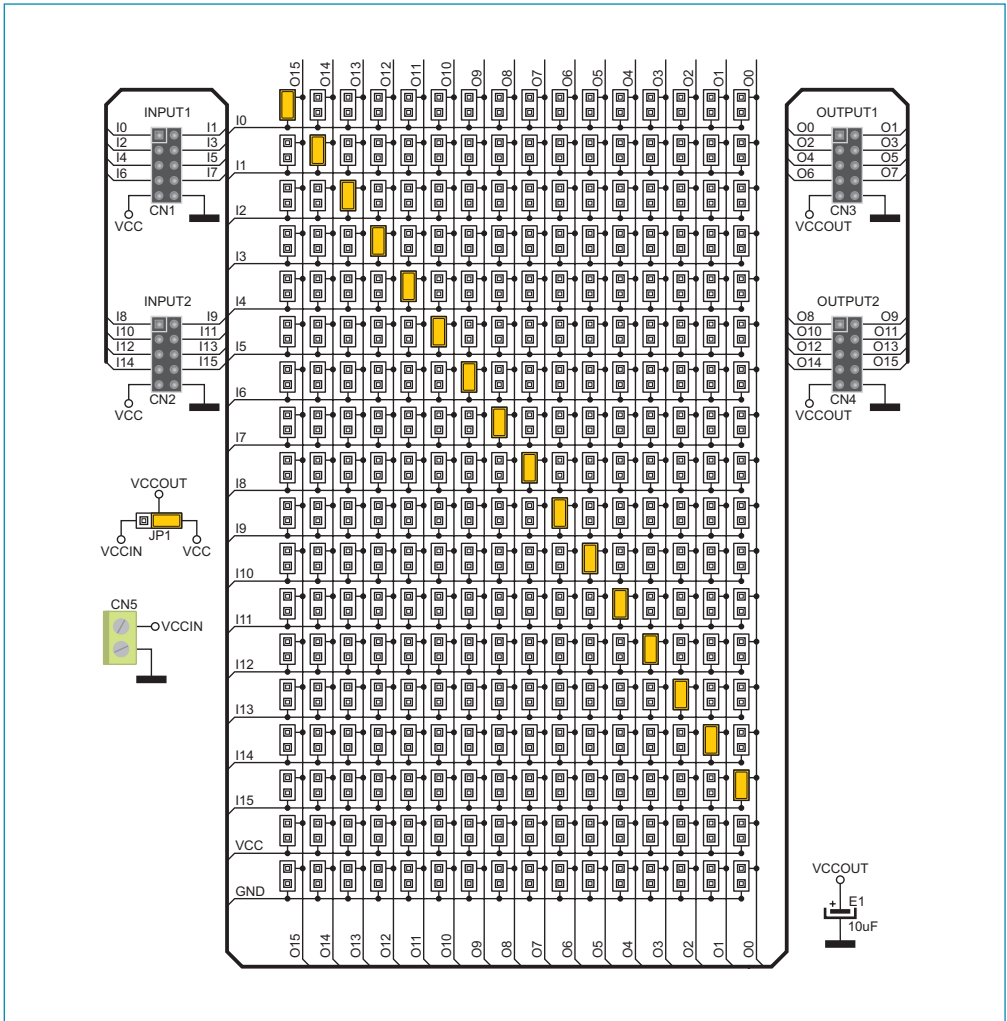 O15 O14 O13 O12 O11 O10 O9 O8 O7 O6 O5 O4 O3 O2 O1 O0
INPUT1
I0 I1
I2 I3
I4 I5
I6 I7
CN1
VCC
INPUT2
I8 I9
I10 I11
I12 I13
I14 I15
CN2
VCC
VCCOUT
JP1
VCCIN VCC
CN5
VCCIN
I0
I1
I2
I3
I4
I5
I6
I7
I8
I9
I10
I11
I12
I13
I14
I15
VCC
GND
OUTPUT1
O0 O1
O2 O3
O4 O5
O6 O7
CN3
VCCOUT
OUTPUT2
O8 O9
O10 O11
O12 O13
O14 O15
CN4
VCCOUT
VCCOUT
+ E1
10uF
O15 O14 O13 O12 O11 O10 O9 O8 O7 O6 O5 O4 O3 O2 O1 O0